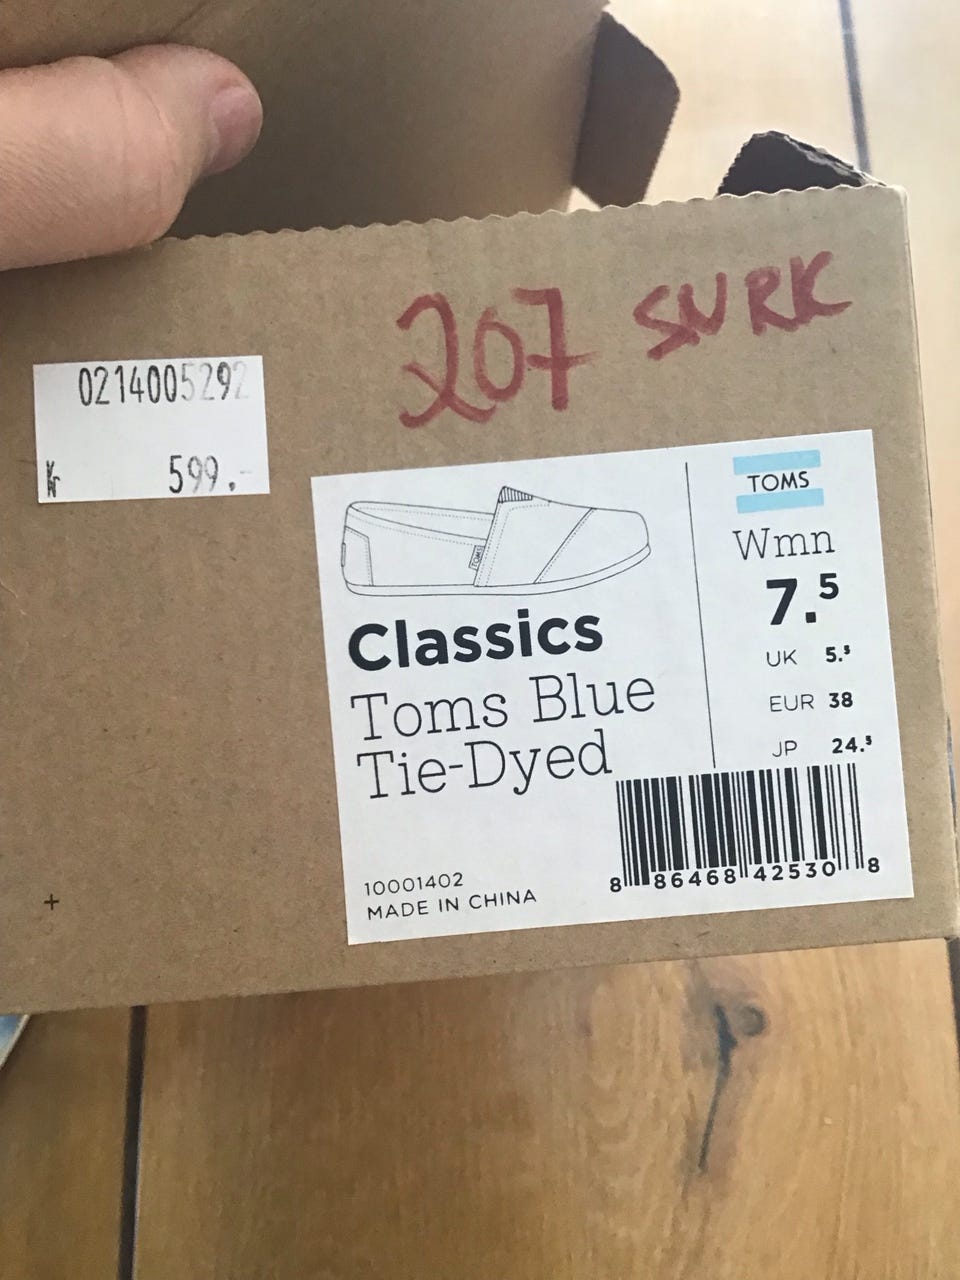 207 SURK
0214005292
Kr 599.-
TOMS
Wmn
7.5
UK 5.5
EUR 38
JP 24.5
TOMS
Classics
Toms Blue
Tie-Dyed
10001402
MADE IN CHINA
8 86468 42530 8